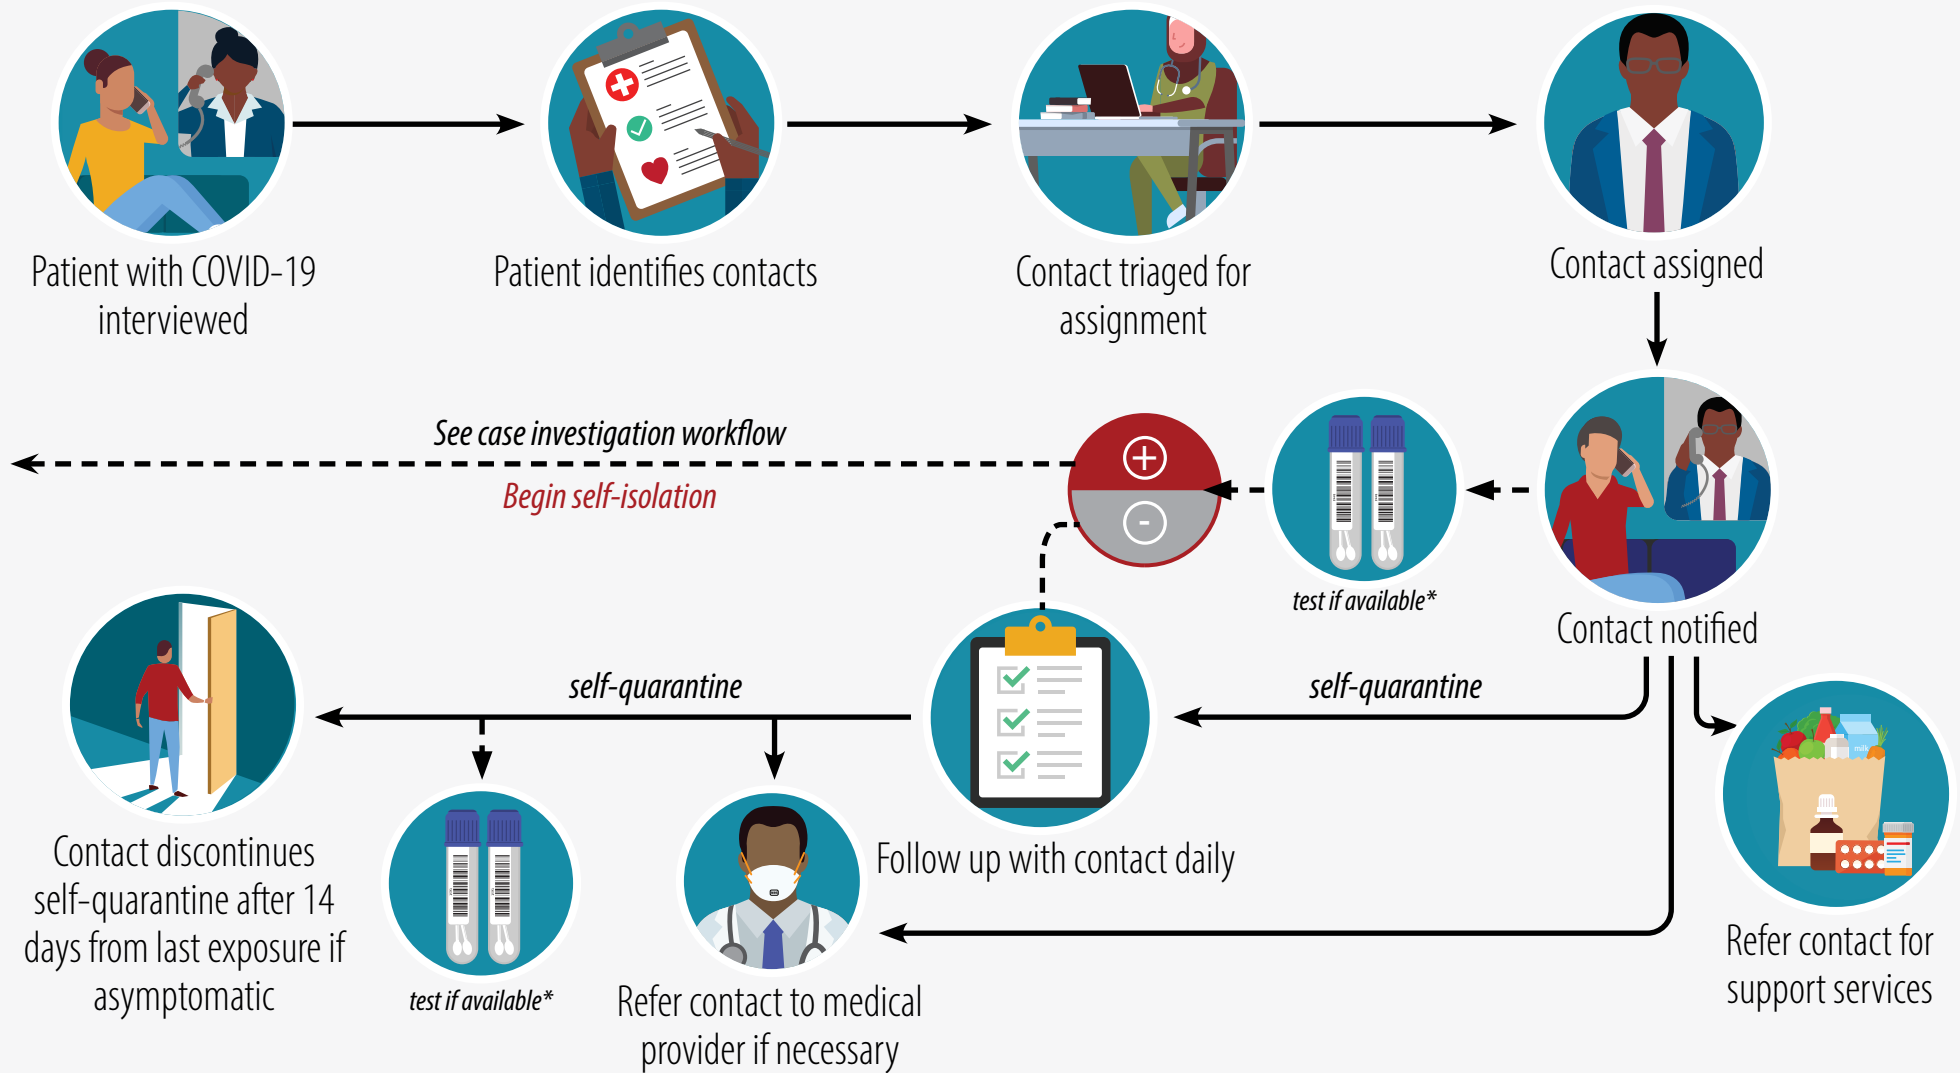 Patient with COVID-19
interviewed
Patient identifies contacts
Contact triaged for
assignment
Contact assigned
See case investigation workflow
Begin self-isolation
+
-
test if available*
Contact notified
self-quarantine
self-quarantine
milk
Contact discontinues
self-quarantine after 14
days from last exposure if
asymptomatic
test if available*
Refer contact to medical
provider if necessary
Follow up with contact daily
Refer contact for
support services